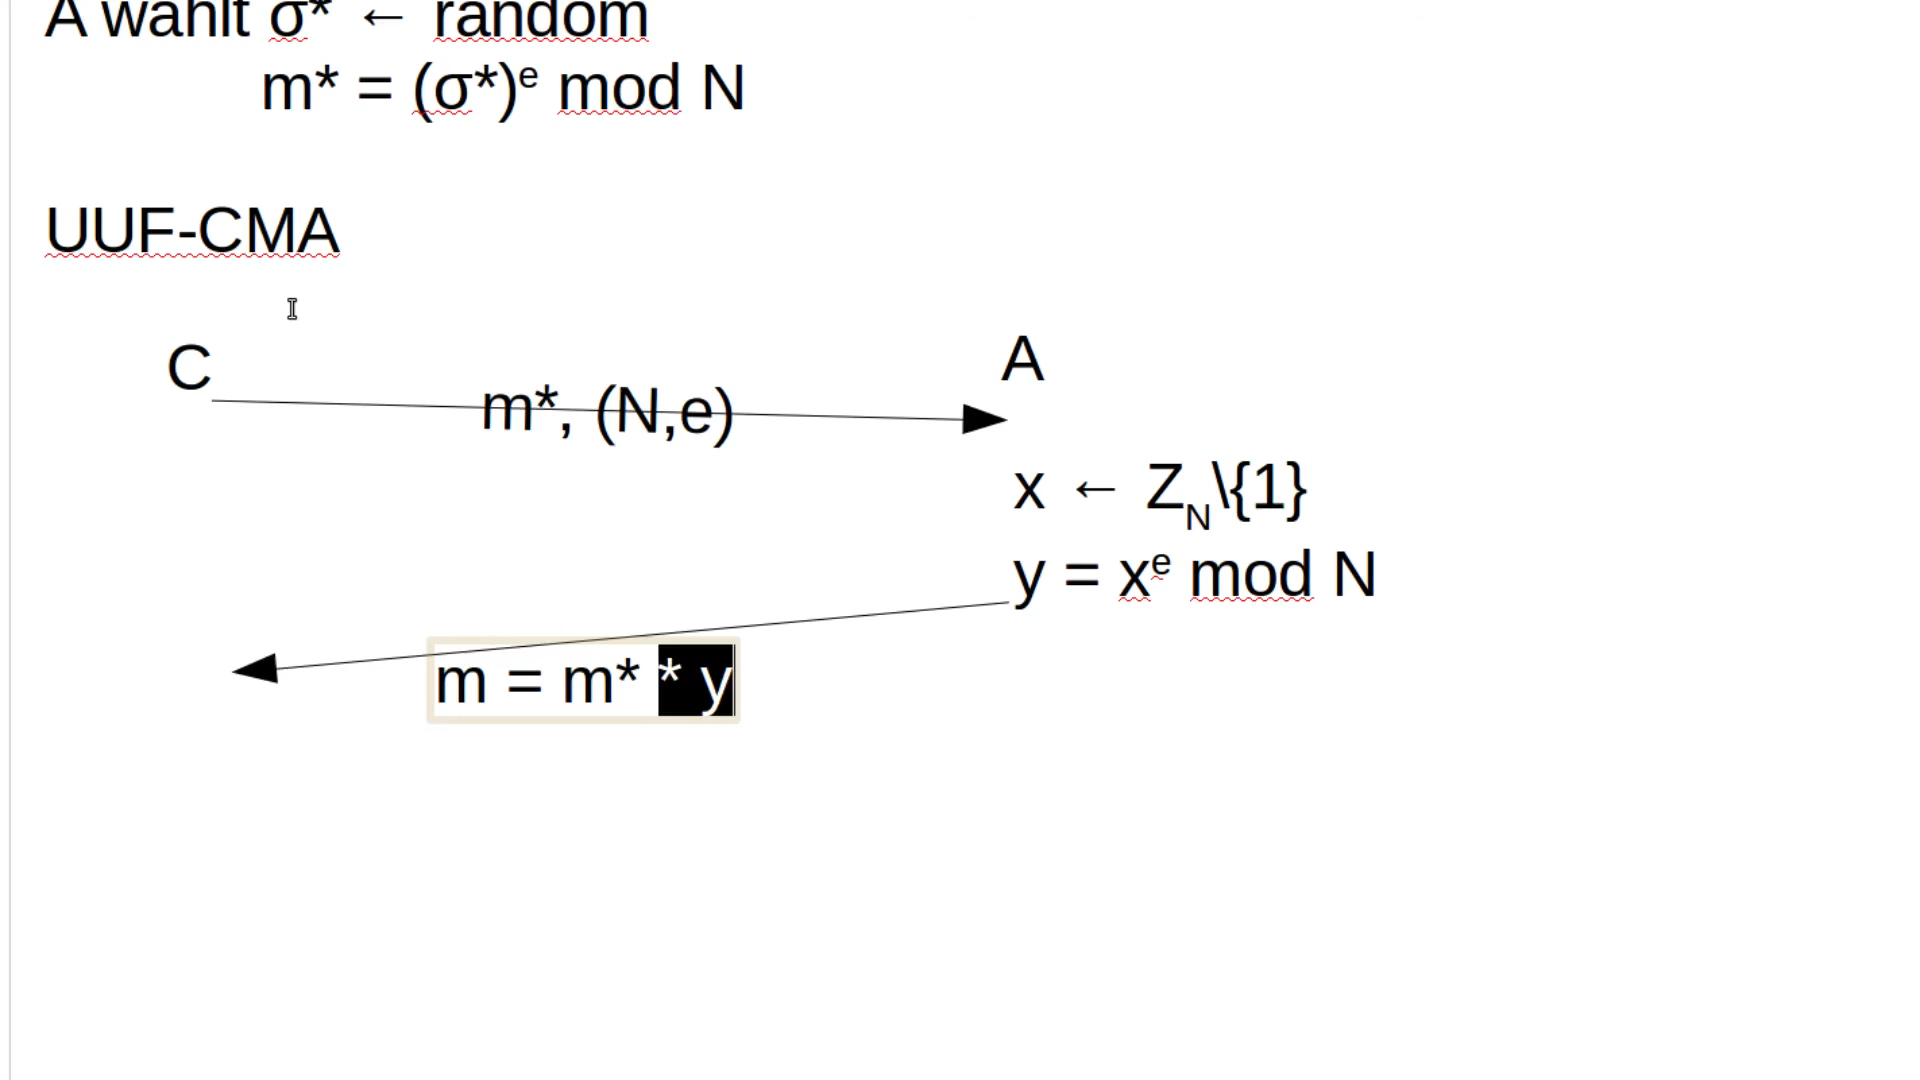 A wählt σ* ← random
m* = (σ*)ᵉ mod N
UUF-CMA
C
A
m*, (N,e)
x ← Z_N\{1}
y = xᵉ mod N
m = m* * y